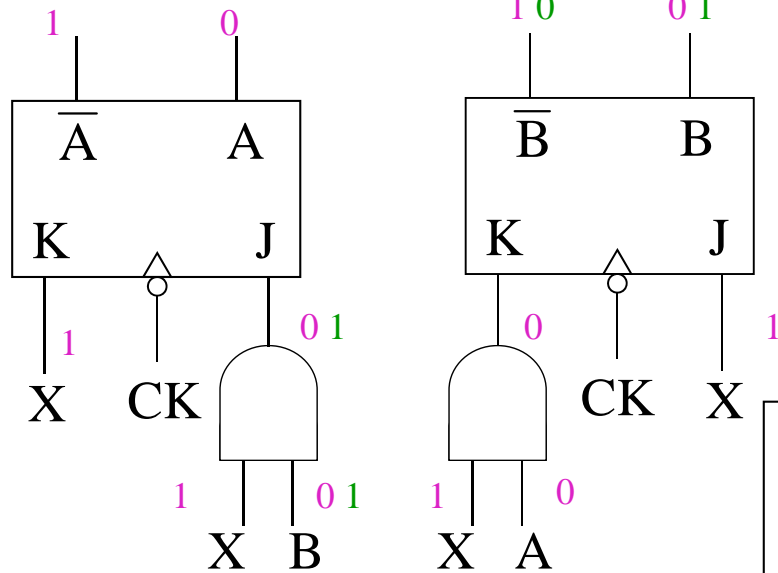 1 0 1 0 0 1
A̅ A B̅ B
K J K J
1 0 1 0 1
X CK CK X
1 0 1 1 0
X B X A